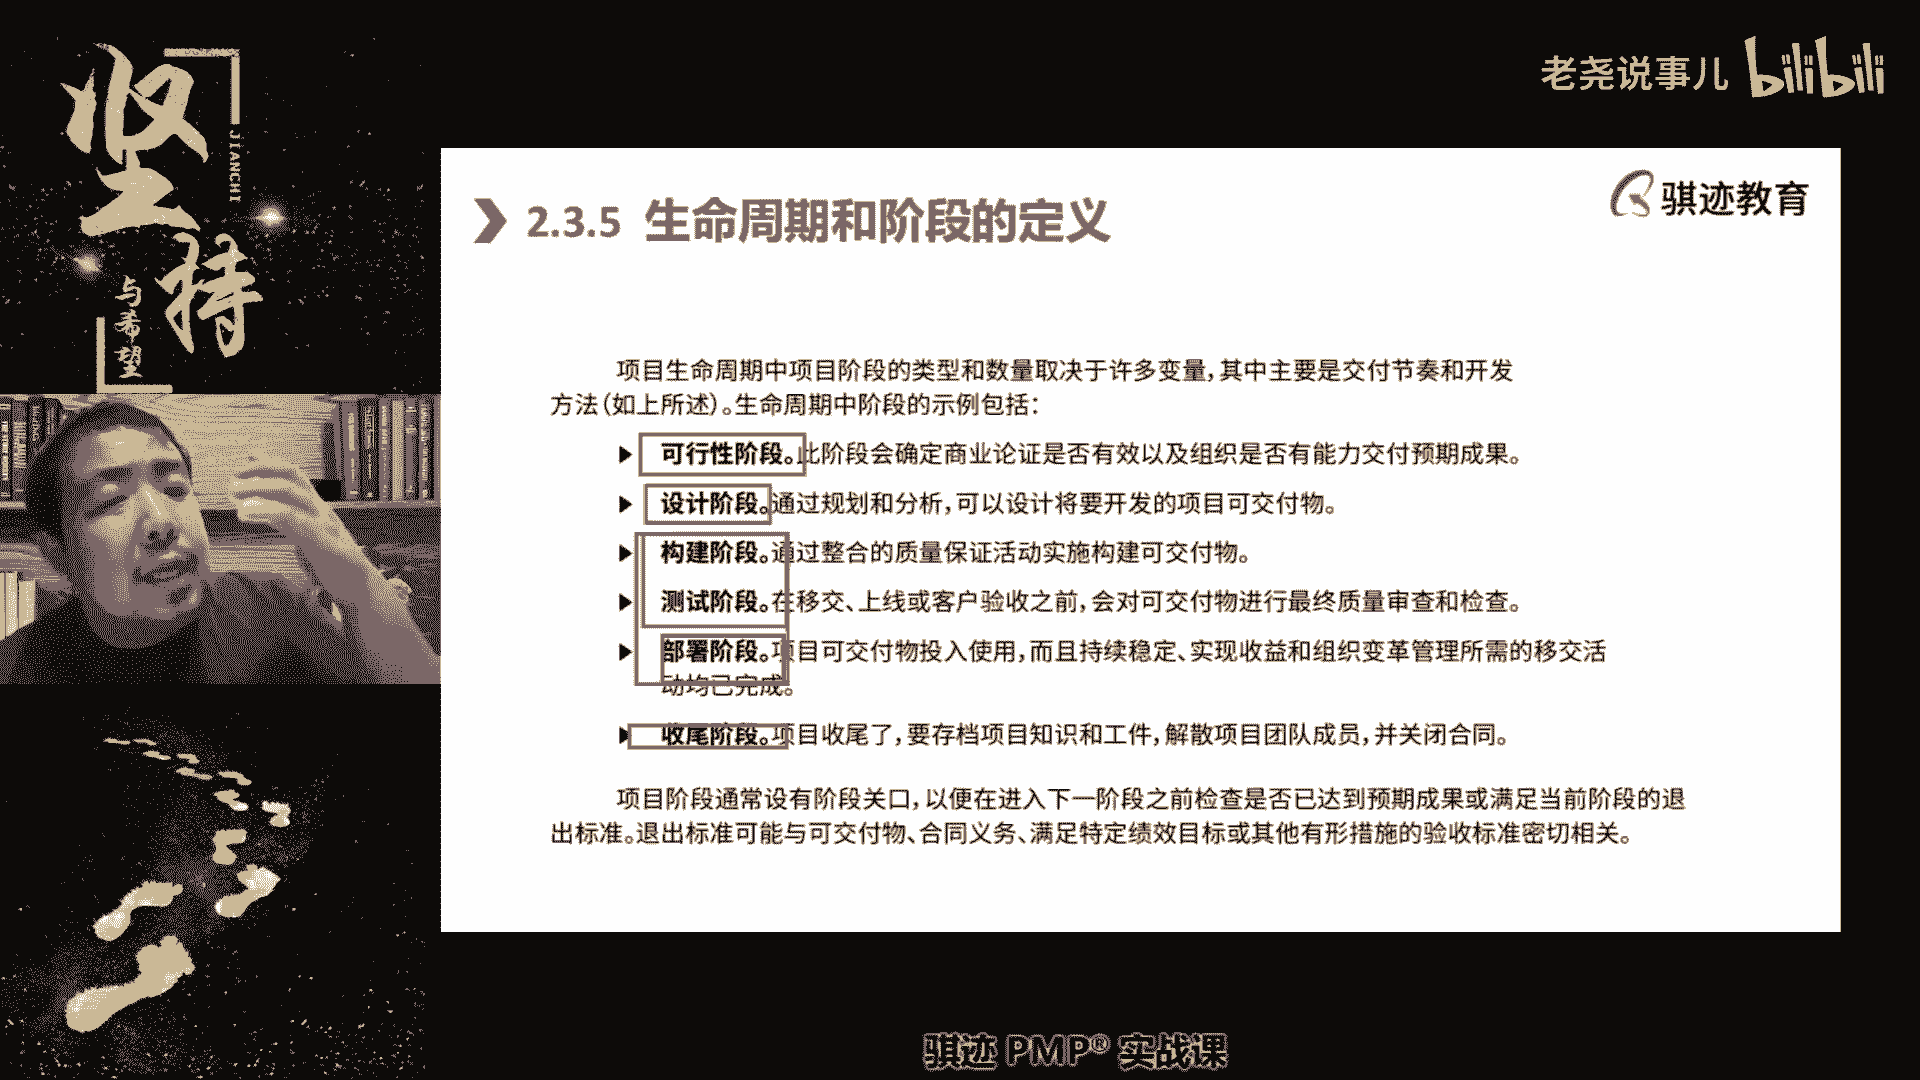 坚持
JIANCHI
与希望
老尧说事儿 bilibili
骐迹教育
2.3.5 生命周期和阶段的定义
项目生命周期中项目阶段的类型和数量取决于许多变量，其中主要是交付节奏和开发
方法（如上所述）。生命周期中阶段的示例包括：
可行性阶段。此阶段会确定商业论证是否有效以及组织是否有能力交付预期成果。
设计阶段。通过规划和分析，可以设计将要开发的项目可交付物。
构建阶段。通过整合的质量保证活动实施构建可交付物。
测试阶段。在移交、上线或客户验收之前，会对可交付物进行最终质量审查和检查。
部署阶段。项目可交付物投入使用，而且持续稳定、实现收益和组织变革管理所需的移交活
动均已完成。
收尾阶段。项目收尾了，要存档项目知识和工件，解散项目团队成员，并关闭合同。
项目阶段通常设有阶段关口，以便在进入下一阶段之前检查是否已达到预期成果或满足当前阶段的退
出标准。退出标准可能与可交付物、合同义务、满足特定绩效目标或其他有形措施的验收标准密切相关。
骐迹 PMP® 实战课